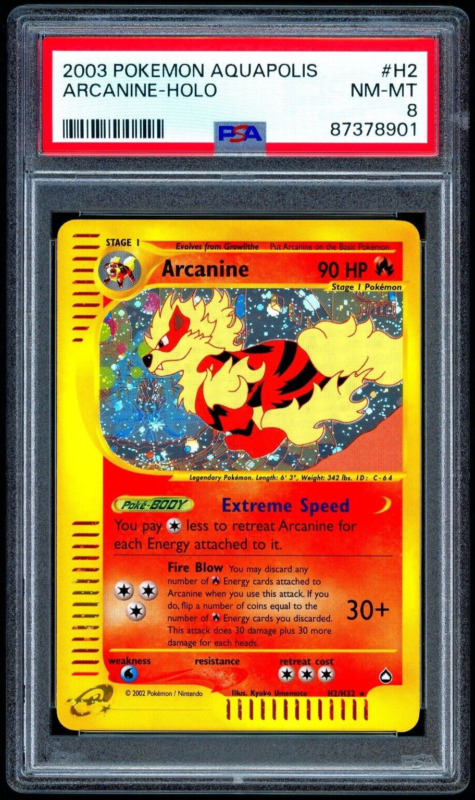 2003 POKEMON AQUAPOLIS #H2
ARCANINE-HOLO NM-MT
8
PSA 87378901
STAGE 1 Evolves from Growlithe Put Arcanine on the Basic Pokémon
Arcanine 90 HP
Stage 1 Pokémon
Legendary Pokémon. Length: 6' 3", Weight: 342 lbs. ID: C-64
Poké-BODY Extreme Speed
You pay less to retreat Arcanine for
each Energy attached to it.
Fire Blow You may discard any
number of Energy cards attached to
Arcanine when you use this attack. If you
do, flip a number of coins equal to the
number of Energy cards you discarded.
This attack does 30 damage plus 30 more
damage for each heads.
30+
weakness resistance retreat cost
© 2002 Pokémon / Nintendo Illus. Kyoko Umemoto H2/H32 ★